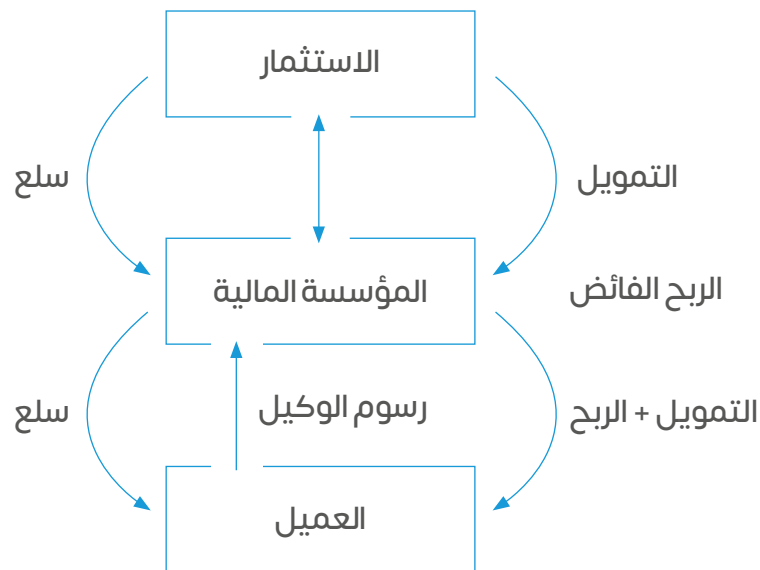 الاستثمار
التمويل
سلع
المؤسسة المالية
الربح الفائض
التمويل + الربح
رسوم الوكيل
سلع
العميل